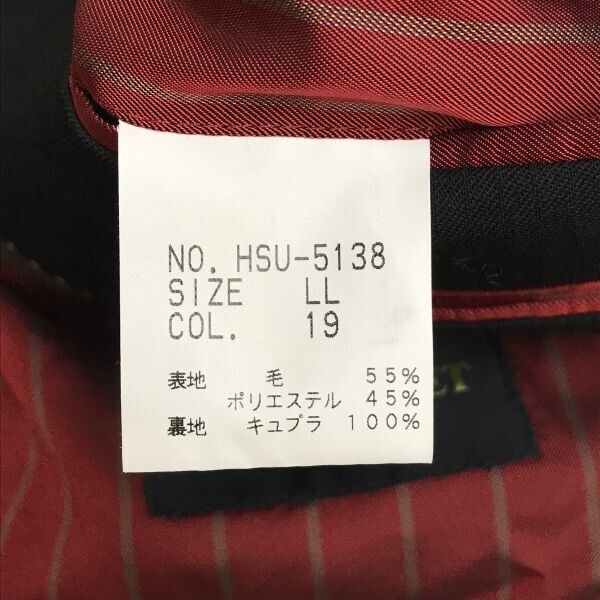 NO. HSU-5138
SIZE LL
COL. 19
表地 毛 55%
ポリエステル 45%
裏地 キュプラ 100%
ET